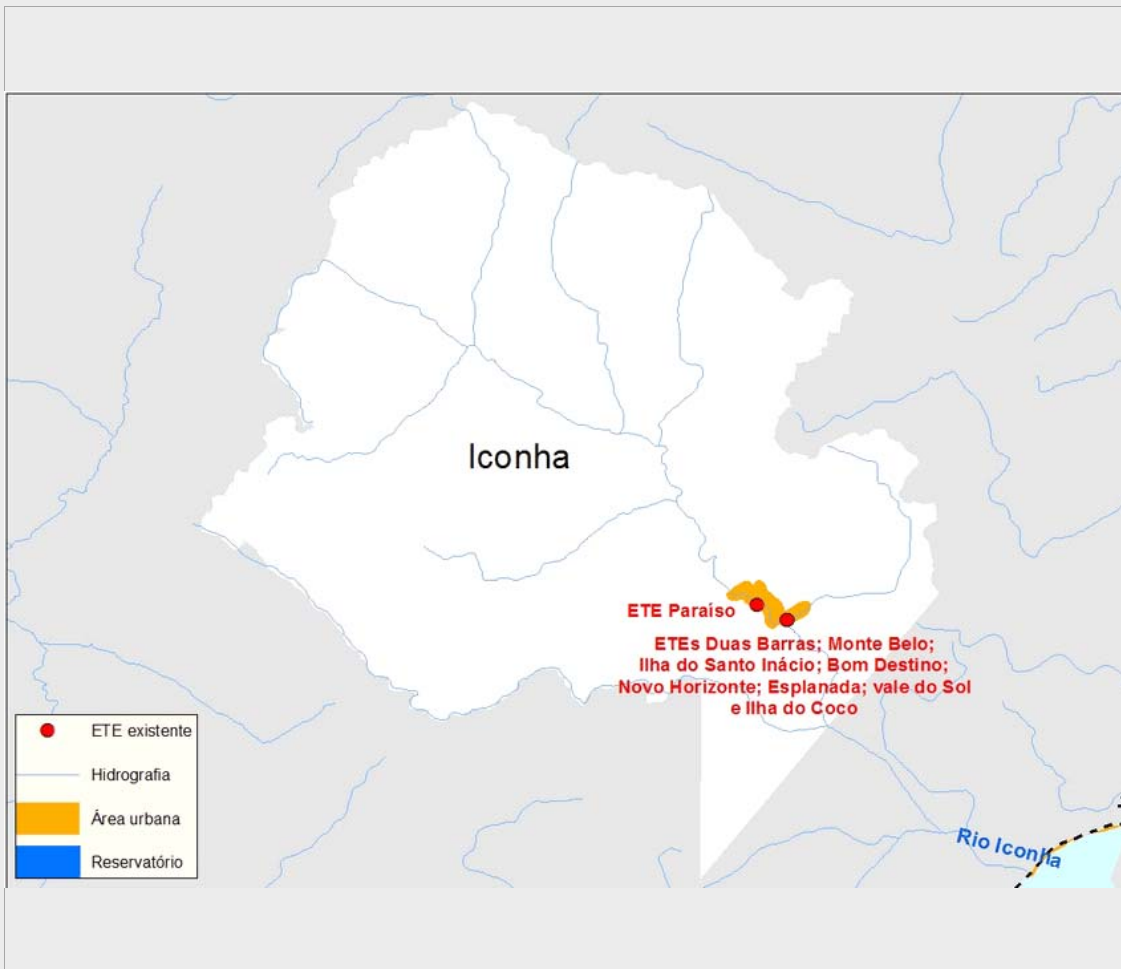 Iconha
ETE Paraíso
ETEs Duas Barras; Monte Belo;
Ilha do Santo Inácio; Bom Destino;
Novo Horizonte; Esplanada; vale do Sol
e Ilha do Coco
ETE existente
Hidrografia
Área urbana
Reservatório
Rio Iconha